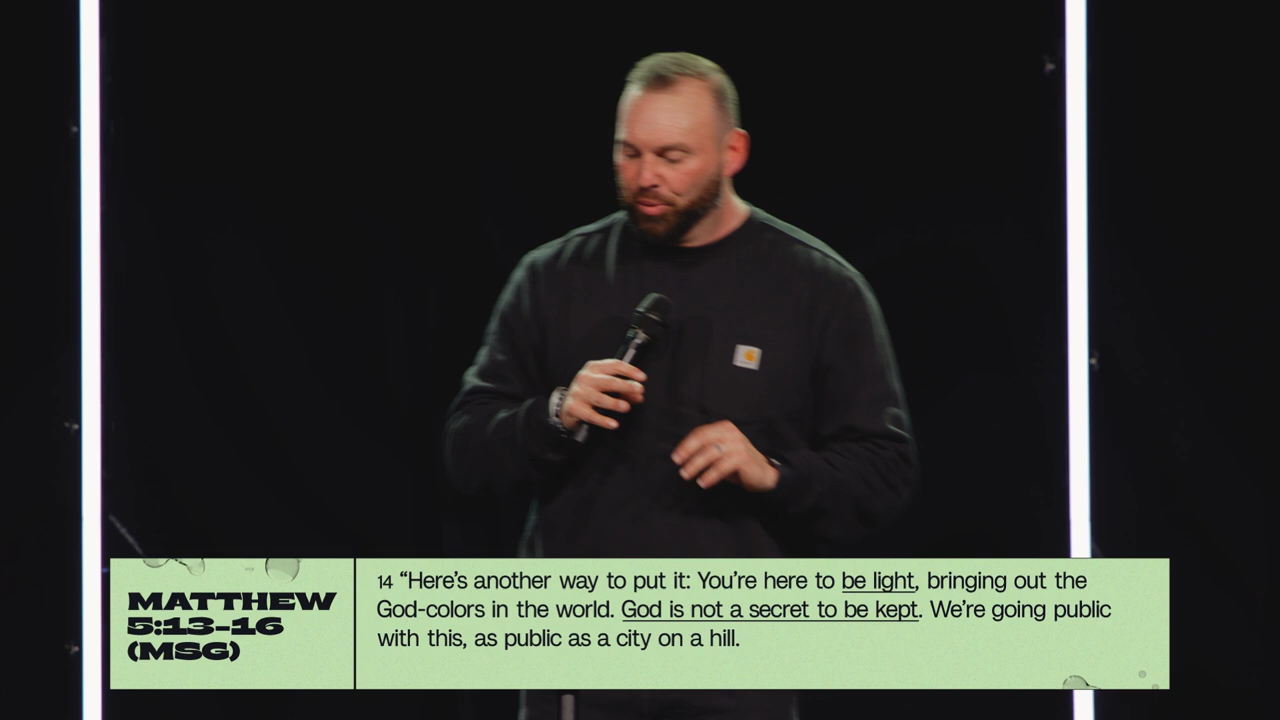 MATTHEW
5:13-16
(MSG)
14 “Here’s another way to put it: You’re here to be light, bringing out the
God-colors in the world. God is not a secret to be kept. We’re going public
with this, as public as a city on a hill.